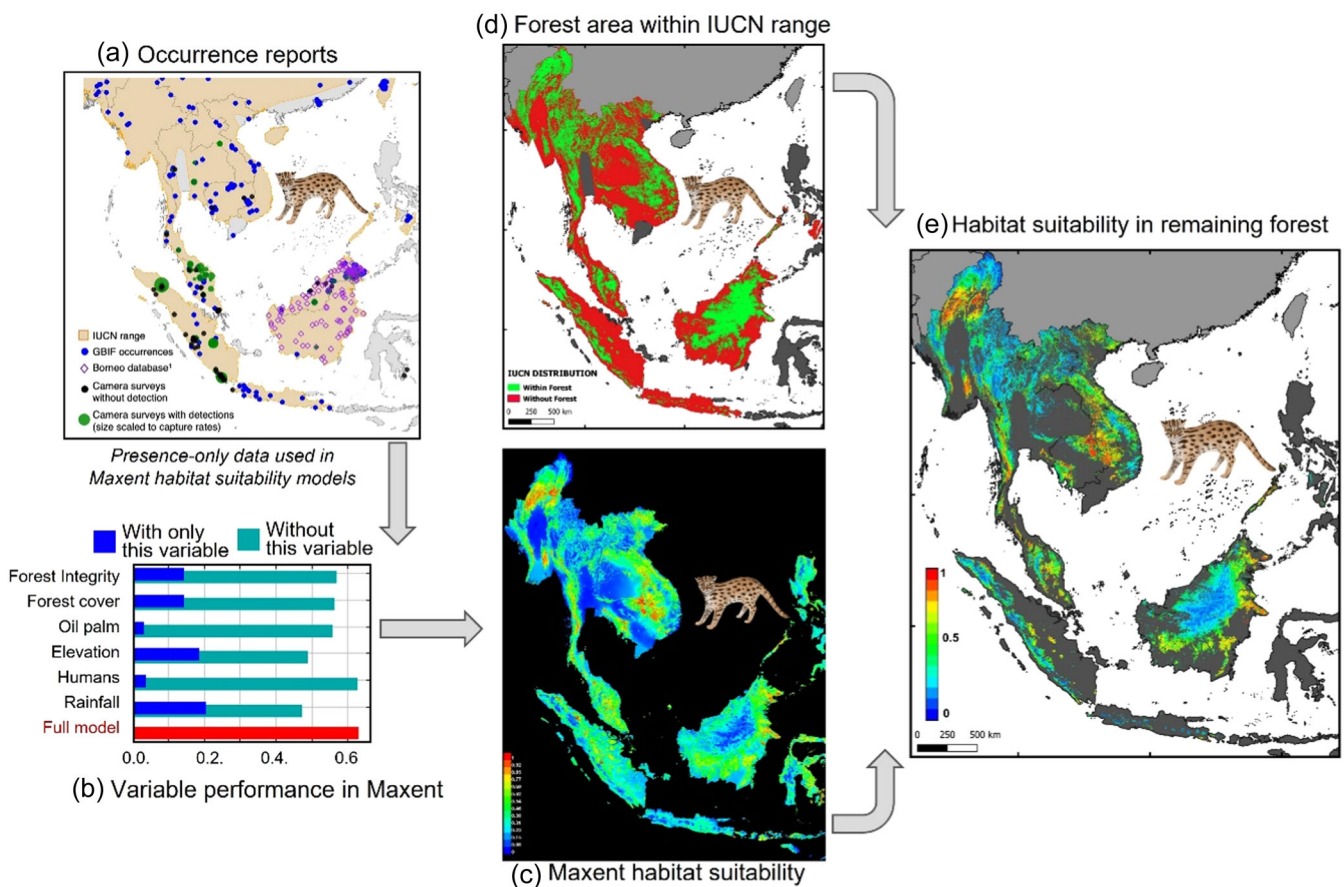 (a) Occurrence reports
IUCN range
GBIF occurrences
Borneo database¹
Camera surveys
without detection
Camera surveys with detections
(size scaled to capture rates)
Presence-only data used in
Maxent habitat suitability models
With only
this variable
Without
this variable
Forest Integrity
Forest cover
Oil palm
Elevation
Humans
Rainfall
Full model
0.0. 0.2. 0.4 0.6
(b) Variable performance in Maxent
(d) Forest area within IUCN range
IUCN DISTRIBUTION
Within Forest
Without Forest
0 250 500 km
(c) Maxent habitat suitability
(e) Habitat suitability in remaining forest
1
0.5
0
0 250 500 km